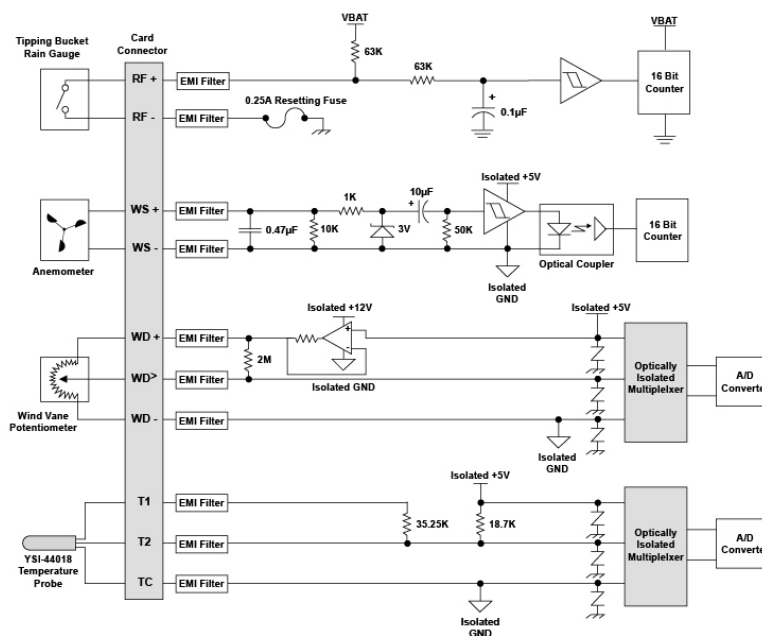 VBAT
VBAT
Tipping Bucket
Rain Gauge
Card
Connector
63K
RF +
EMI Filter
63K
16 Bit
Counter
0.25A Resetting Fuse
+
0.1µF
RF -
EMI Filter
Isolated +5V
10µF
+
1K
WS +
EMI Filter
0.47µF
10K
3V
50K
16 Bit
Counter
WS -
EMI Filter
Optical Coupler
Anemometer
Isolated
GND
Isolated +12V
Isolated +5V
WD +
EMI Filter
+
-
2M
Optically
Isolated
Multiplelxer
A/D
Converter
WD>
EMI Filter
Isolated GND
Wind Vane
Potentiometer
WD -
EMI Filter
Isolated
GND
Isolated +5V
T1
EMI Filter
35.25K
18.7K
Optically
Isolated
Multiplelxer
A/D
Converter
T2
EMI Filter
YSI-44018
Temperature
Probe
TC
EMI Filter
Isolated
GND